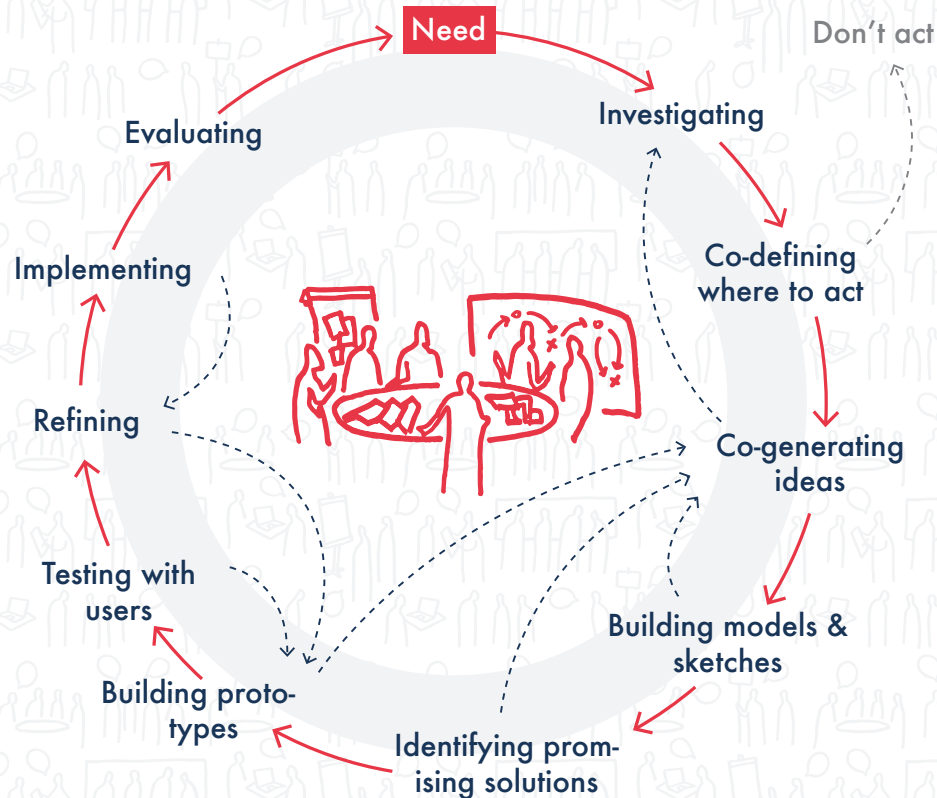 Need
Don't act
Investigating
Evaluating
Co-defining
where to act
Implementing
Refining
Co-generating
ideas
Testing with
users
Building models &
sketches
Building proto-
types
Identifying prom-
ising solutions